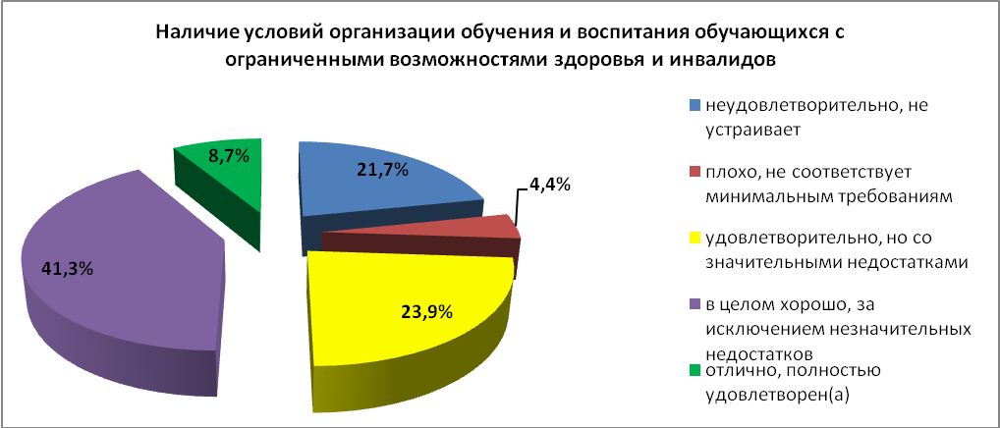 Наличие условий организации обучения и воспитания обучающихся с
ограниченными возможностями здоровья и инвалидов
8,7%
21,7%
4,4%
41,3%
23,9%
неудовлетворительно, не
устраивает
плохо, не соответствует
минимальным требованиям
удовлетворительно, но со
значительными недостатками
в целом хорошо, за
исключением незначительных
недостатков
отлично, полностью
удовлетворен(а)